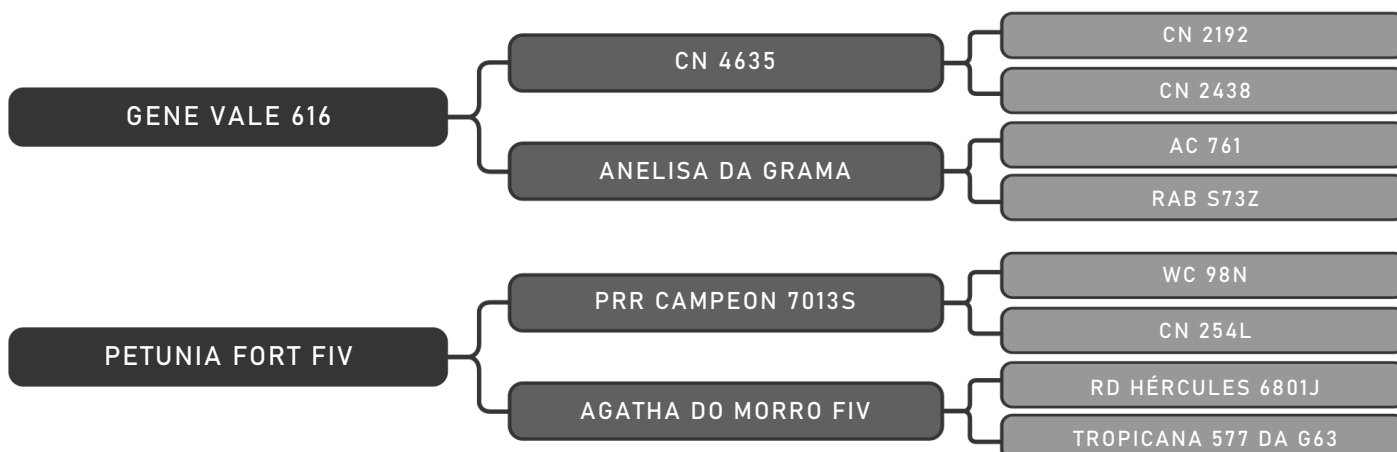 GENE VALE 616
CN 4635
ANELISA DA GRAMA
CN 2192
CN 2438
AC 761
RAB S73Z
PETUNIA FORT FIV
PRR CAMPEON 7013S
AGATHA DO MORRO FIV
WC 98N
CN 254L
RD HÉRCULES 6801J
TROPICANA 577 DA G63